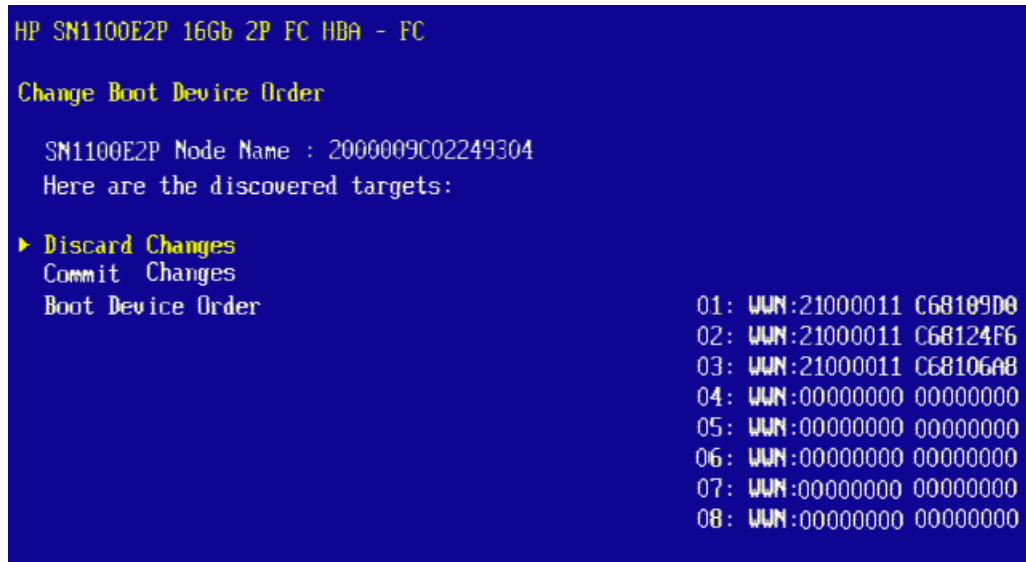 HP SN1100E2P 16Gb 2P FC HBA - FC
Change Boot Device Order
SN1100E2P Node Name : 2000009C02249304
Here are the discovered targets:
▶ Discard Changes
Commit Changes
Boot Device Order 01: WWN:21000011 C68109D0
02: WWN:21000011 C68124F6
03: WWN:21000011 C68106A8
04: WWN:00000000 00000000
05: WWN:00000000 00000000
06: WWN:00000000 00000000
07: WWN:00000000 00000000
08: WWN:00000000 00000000